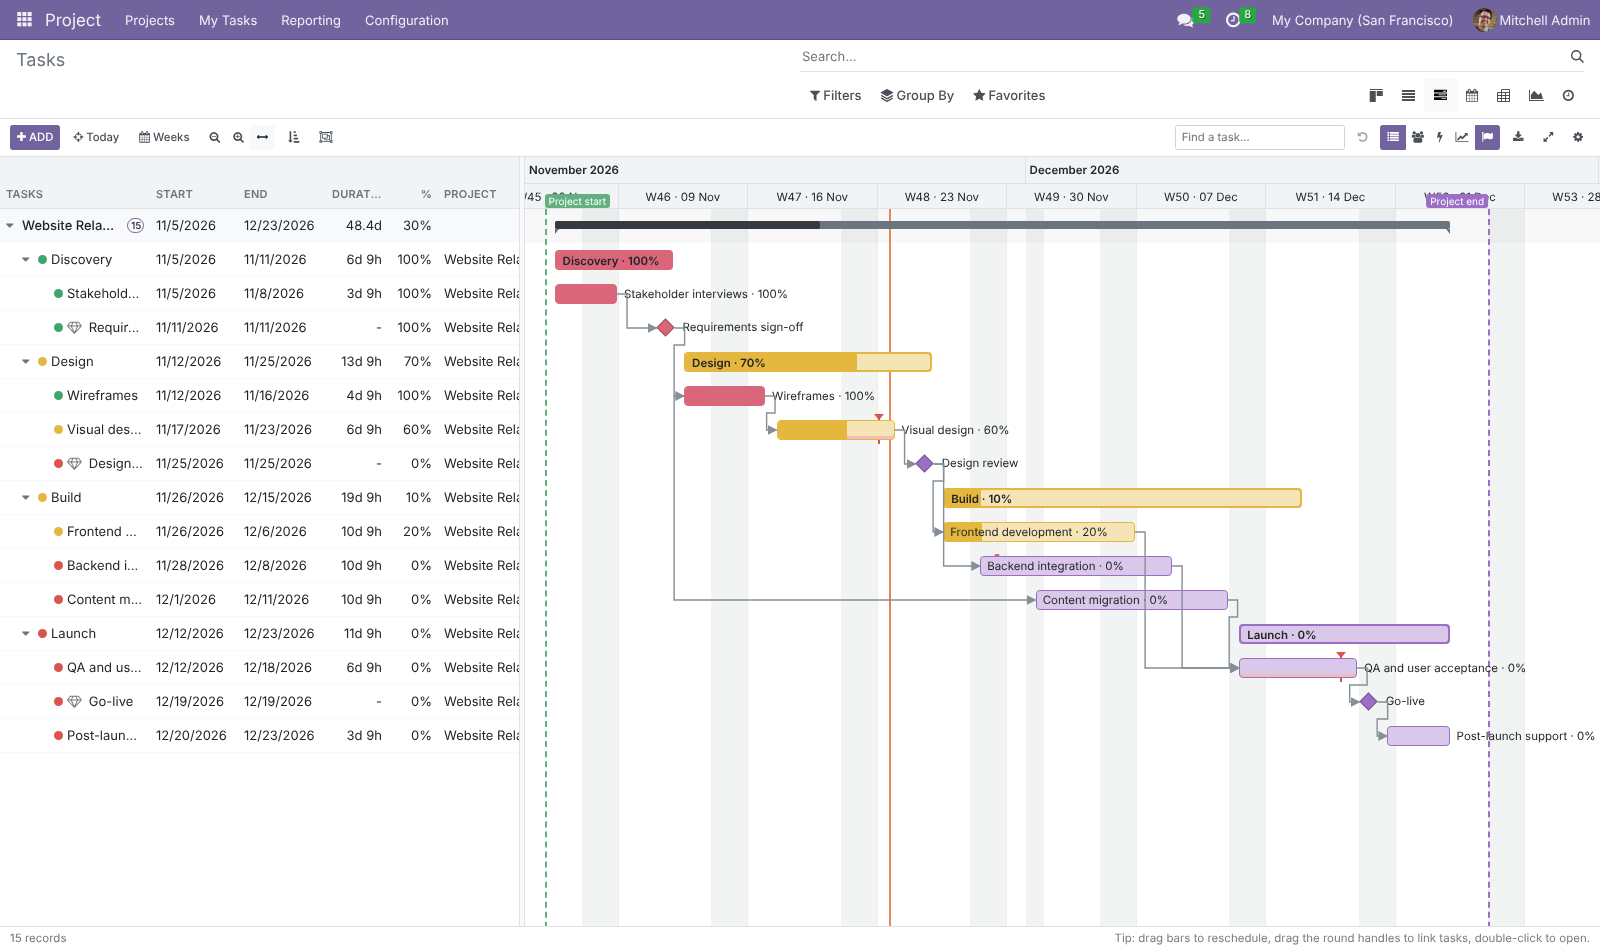 Project Projects My Tasks Reporting Configuration 5 8 My Company (San Francisco) Mitchell Admin
Tasks
Search...
Filters Group By Favorites
+ ADD Today Weeks Find a task...
November 2026 December 2026
TASKS START END DURAT... % PROJECT
W46 · 09 Nov W47 · 16 Nov W48 · 23 Nov W49 · 30 Nov W50 · 07 Dec W51 · 14 Dec W53 · 28
Project start Project end
Website Rela... 15 11/5/2026 12/23/2026 48.4d 30%
Discovery 11/5/2026 11/11/2026 6d 9h 100% Website Rela Discovery · 100%
Stakehold... 11/5/2026 11/8/2026 3d 9h 100% Website Rela Stakeholder interviews · 100%
Requir... 11/11/2026 11/11/2026 - 100% Website Rela Requirements sign-off
Design 11/12/2026 11/25/2026 13d 9h 70% Website Rela Design · 70%
Wireframes 11/12/2026 11/16/2026 4d 9h 100% Website Rela Wireframes · 100%
Visual des... 11/17/2026 11/23/2026 6d 9h 60% Website Rela Visual design · 60%
Design... 11/25/2026 11/25/2026 - 0% Website Rela Design review
Build 11/26/2026 12/15/2026 19d 9h 10% Website Rela Build · 10%
Frontend ... 11/26/2026 12/6/2026 10d 9h 20% Website Rela Frontend development · 20%
Backend i... 11/28/2026 12/8/2026 10d 9h 0% Website Rela Backend integration · 0%
Content m... 12/1/2026 12/11/2026 10d 9h 0% Website Rela Content migration · 0%
Launch 12/12/2026 12/23/2026 11d 9h 0% Website Rela Launch · 0%
QA and us... 12/12/2026 12/18/2026 6d 9h 0% Website Rela QA and user acceptance · 0%
Go-live 12/19/2026 12/19/2026 - 0% Website Rela Go-live
Post-laun... 12/20/2026 12/23/2026 3d 9h 0% Website Rela Post-launch support · 0%
15 records Tip: drag bars to reschedule, drag the round handles to link tasks, double-click to open.